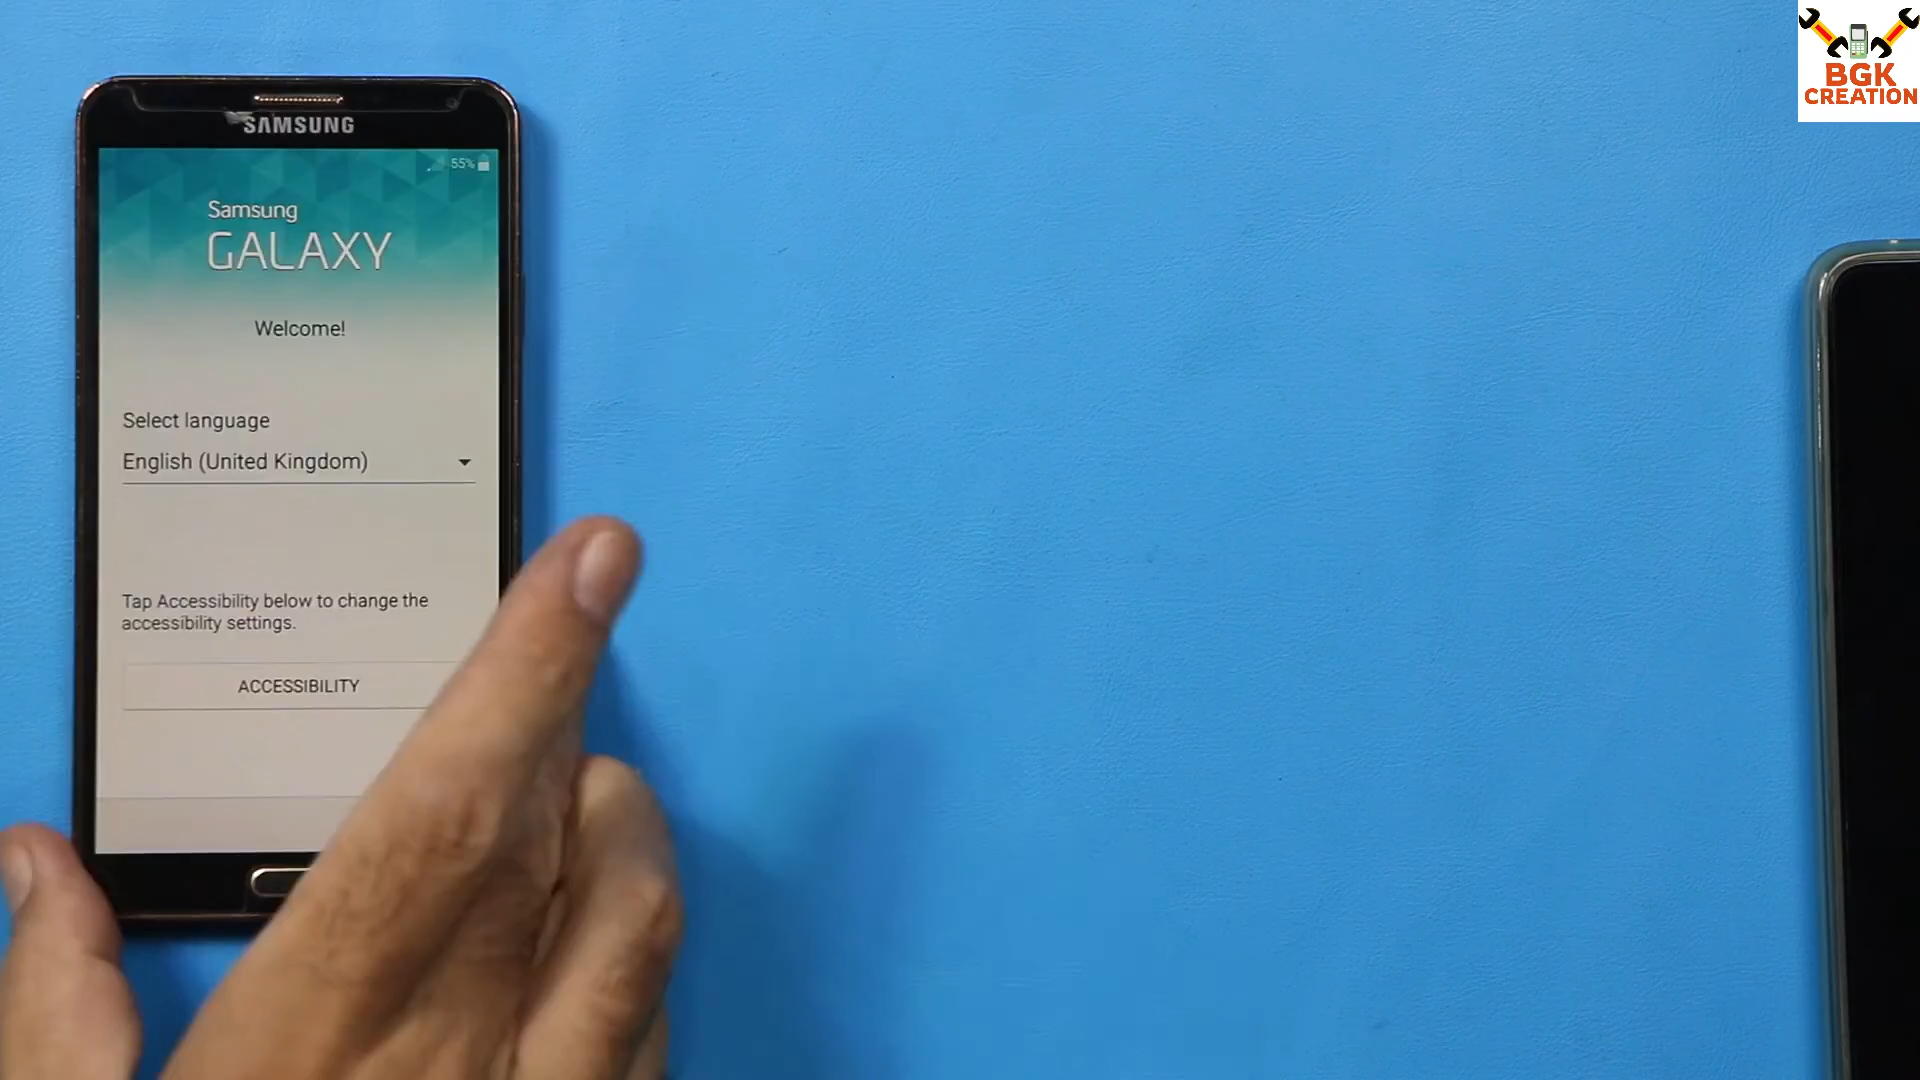 BGK
CREATION
SAMSUNG
55%
Samsung
GALAXY
Welcome!
Select language
English (United Kingdom)
Tap Accessibility below to change the
accessibility settings.
ACCESSIBILITY